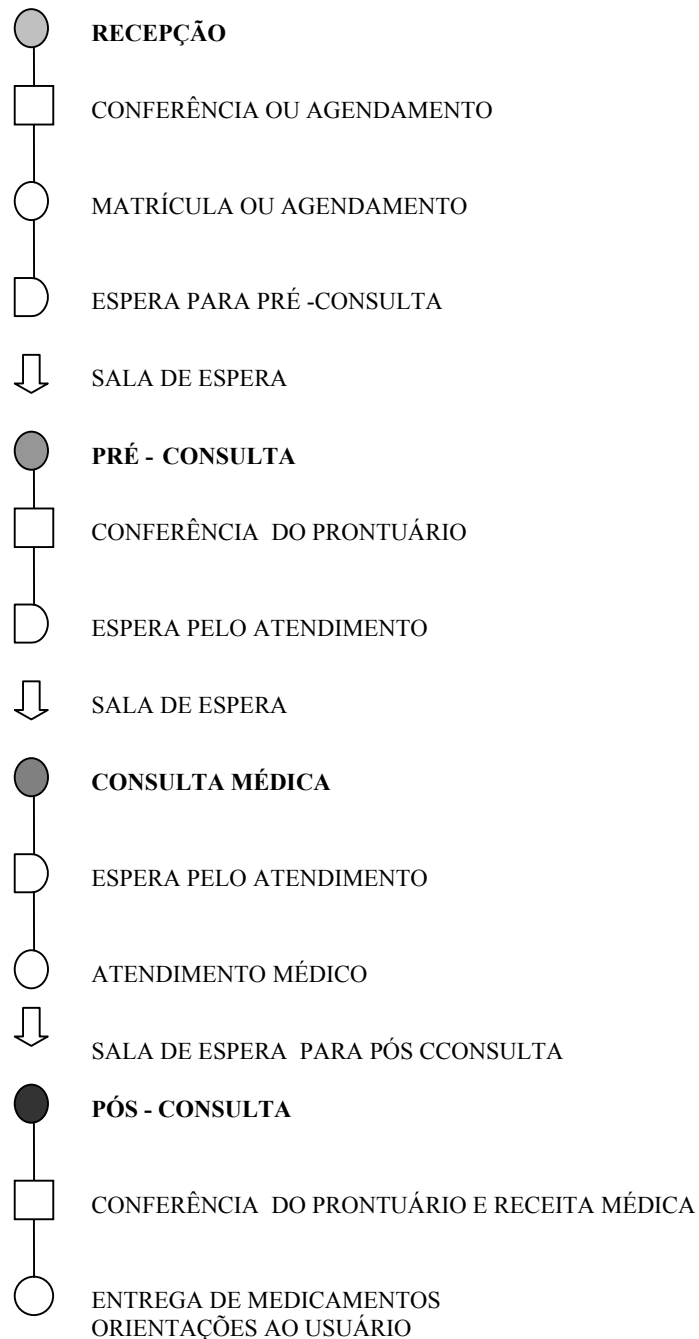 RECEPÇÃO
CONFERÊNCIA OU AGENDAMENTO
MATRÍCULA OU AGENDAMENTO
ESPERA PARA PRÉ -CONSULTA
SALA DE ESPERA
PRÉ - CONSULTA
CONFERÊNCIA DO PRONTUÁRIO
ESPERA PELO ATENDIMENTO
SALA DE ESPERA
CONSULTA MÉDICA
ESPERA PELO ATENDIMENTO
ATENDIMENTO MÉDICO
SALA DE ESPERA PARA PÓS CCONSULTA
PÓS - CONSULTA
CONFERÊNCIA DO PRONTUÁRIO E RECEITA MÉDICA
ENTREGA DE MEDICAMENTOS
ORIENTAÇÕES AO USUÁRIO